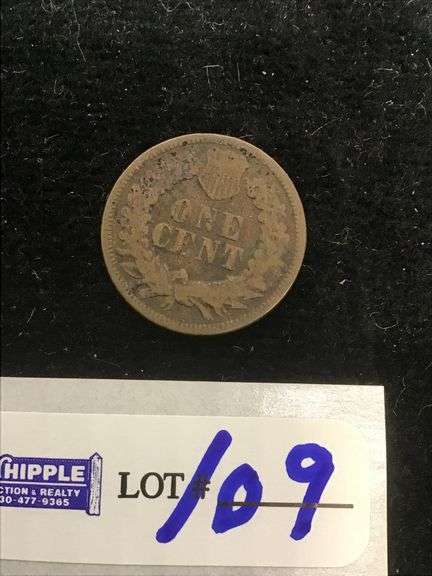 ONE
CENT
HIPPLE
CTION & REALTY
30-477-9365
LOT # 109